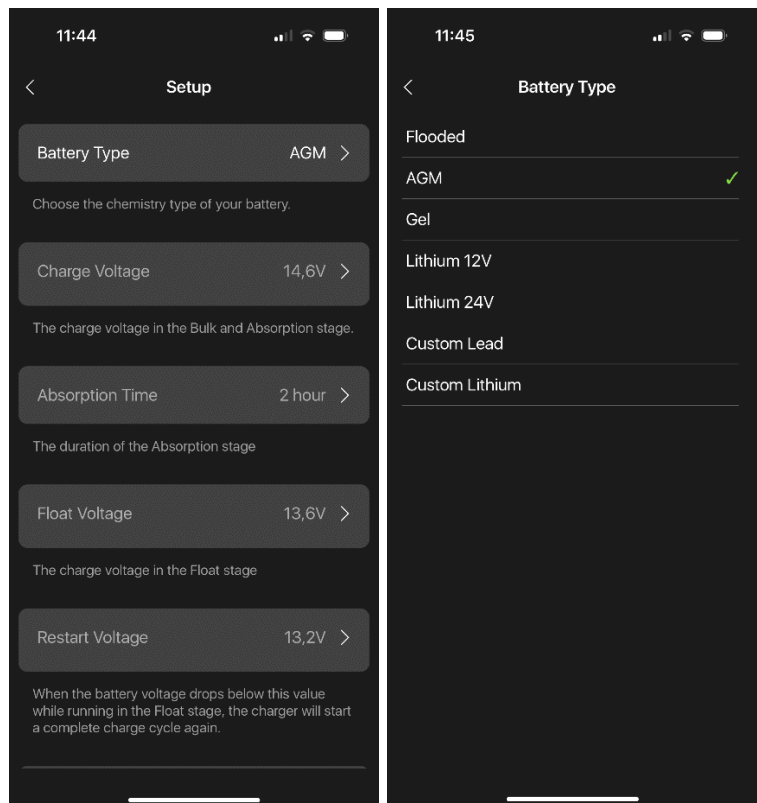 11:44
Setup
Battery Type AGM
Choose the chemistry type of your battery.
Charge Voltage 14,6V
The charge voltage in the Bulk and Absorption stage.
Absorption Time 2 hour
The duration of the Absorption stage
Float Voltage 13,6V
The charge voltage in the Float stage
Restart Voltage 13,2V
When the battery voltage drops below this value
while running in the Float stage, the charger will start
a complete charge cycle again.
11:45
Battery Type
Flooded
AGM
Gel
Lithium 12V
Lithium 24V
Custom Lead
Custom Lithium